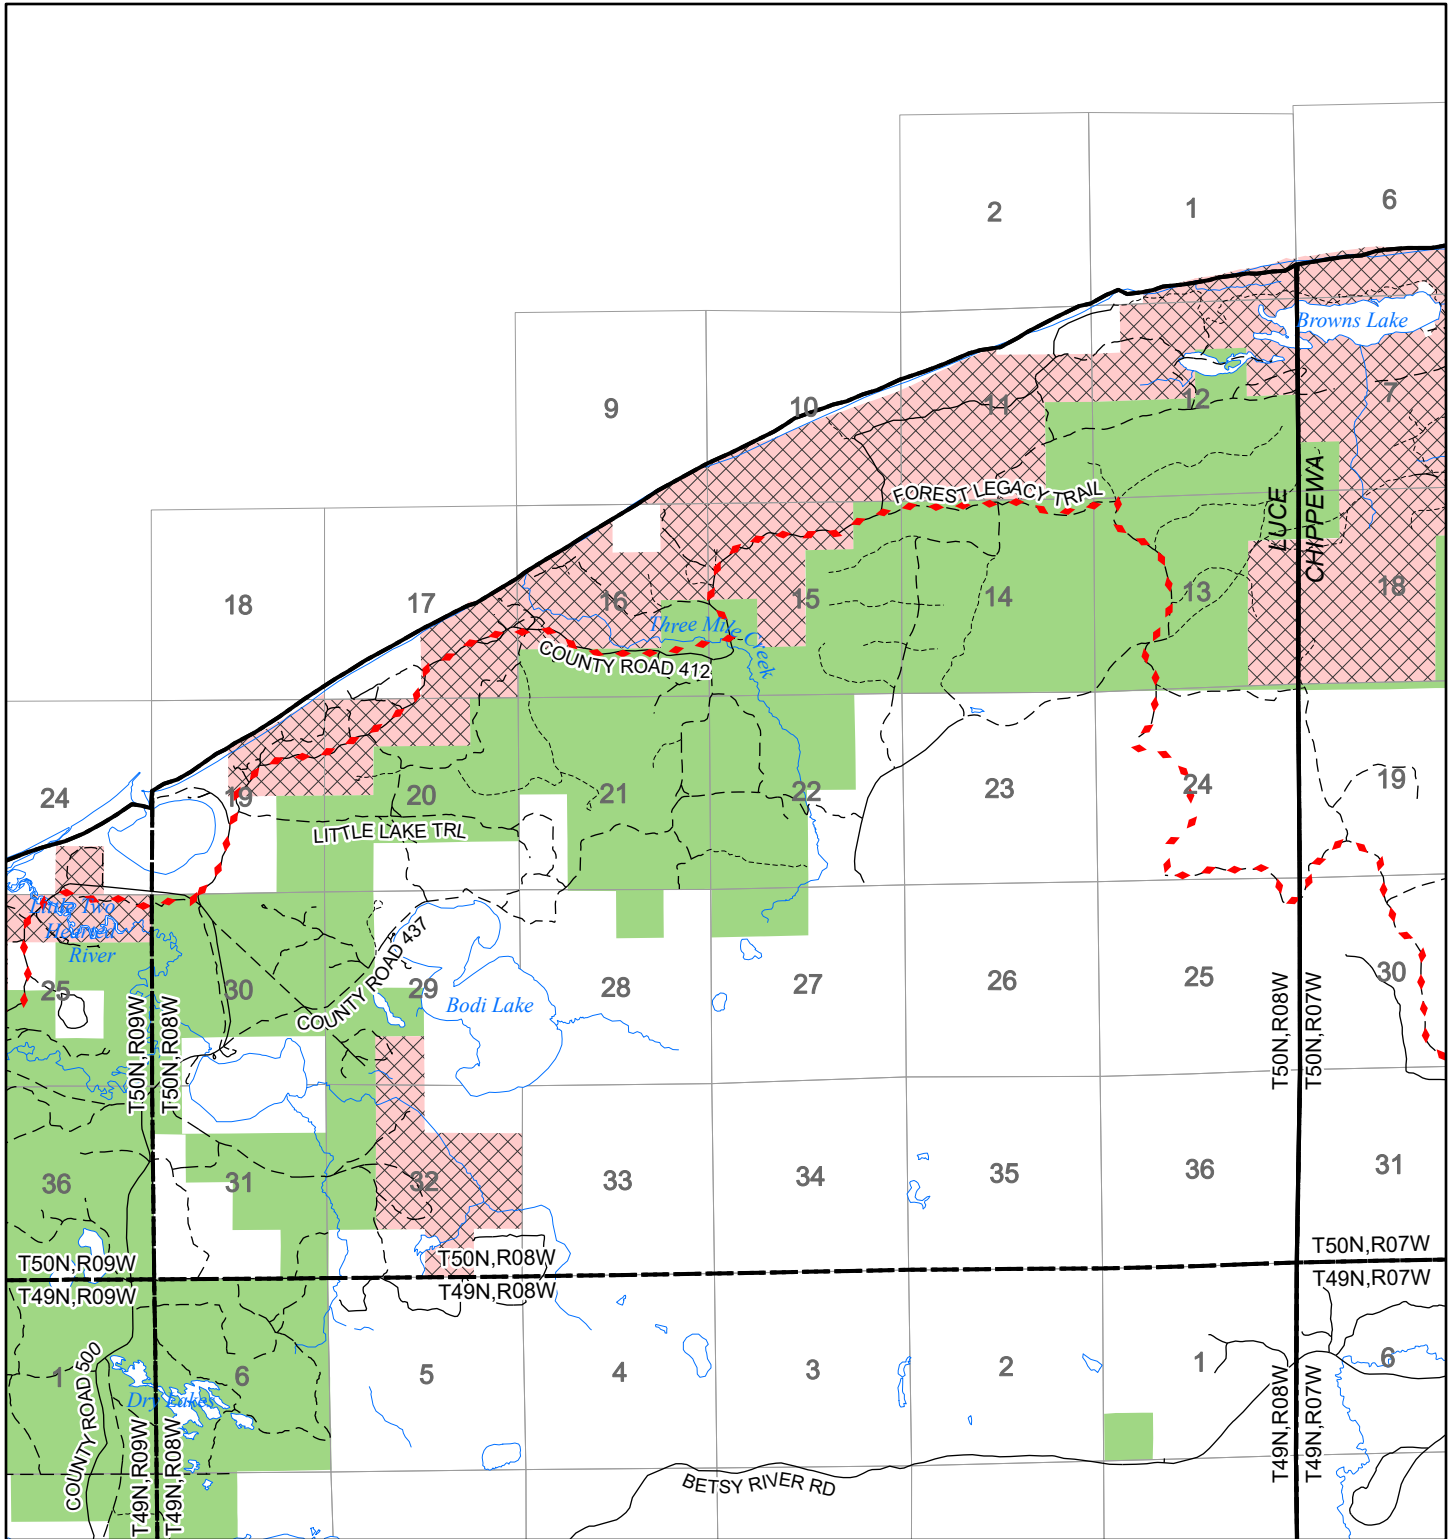 2
1
6
Browns Lake
9
10
11
12
7
FOREST LEGACY TRAIL
LUCE
CHIPPEWA
18
17
16
15
14
13
18
Three Mile Creek
COUNTY ROAD 412
24
19
20
21
22
23
24
19
LITTLE LAKE TRL
Little Two
Hearted
River
COUNTY ROAD 437
25
30
29
Bodi Lake
28
27
26
25
30
T50N,R09W
T50N,R08W
T50N,R08W
T50N,R07W
36
31
32
33
34
35
36
31
T50N,R09W
T50N,R08W
T50N,R07W
T49N,R09W
T49N,R08W
T49N,R07W
1
6
5
4
3
2
1
6
COUNTY ROAD 500
Dry Lakes
T49N,R09W
T49N,R08W
T49N,R08W
T49N,R07W
BETSY RIVER RD